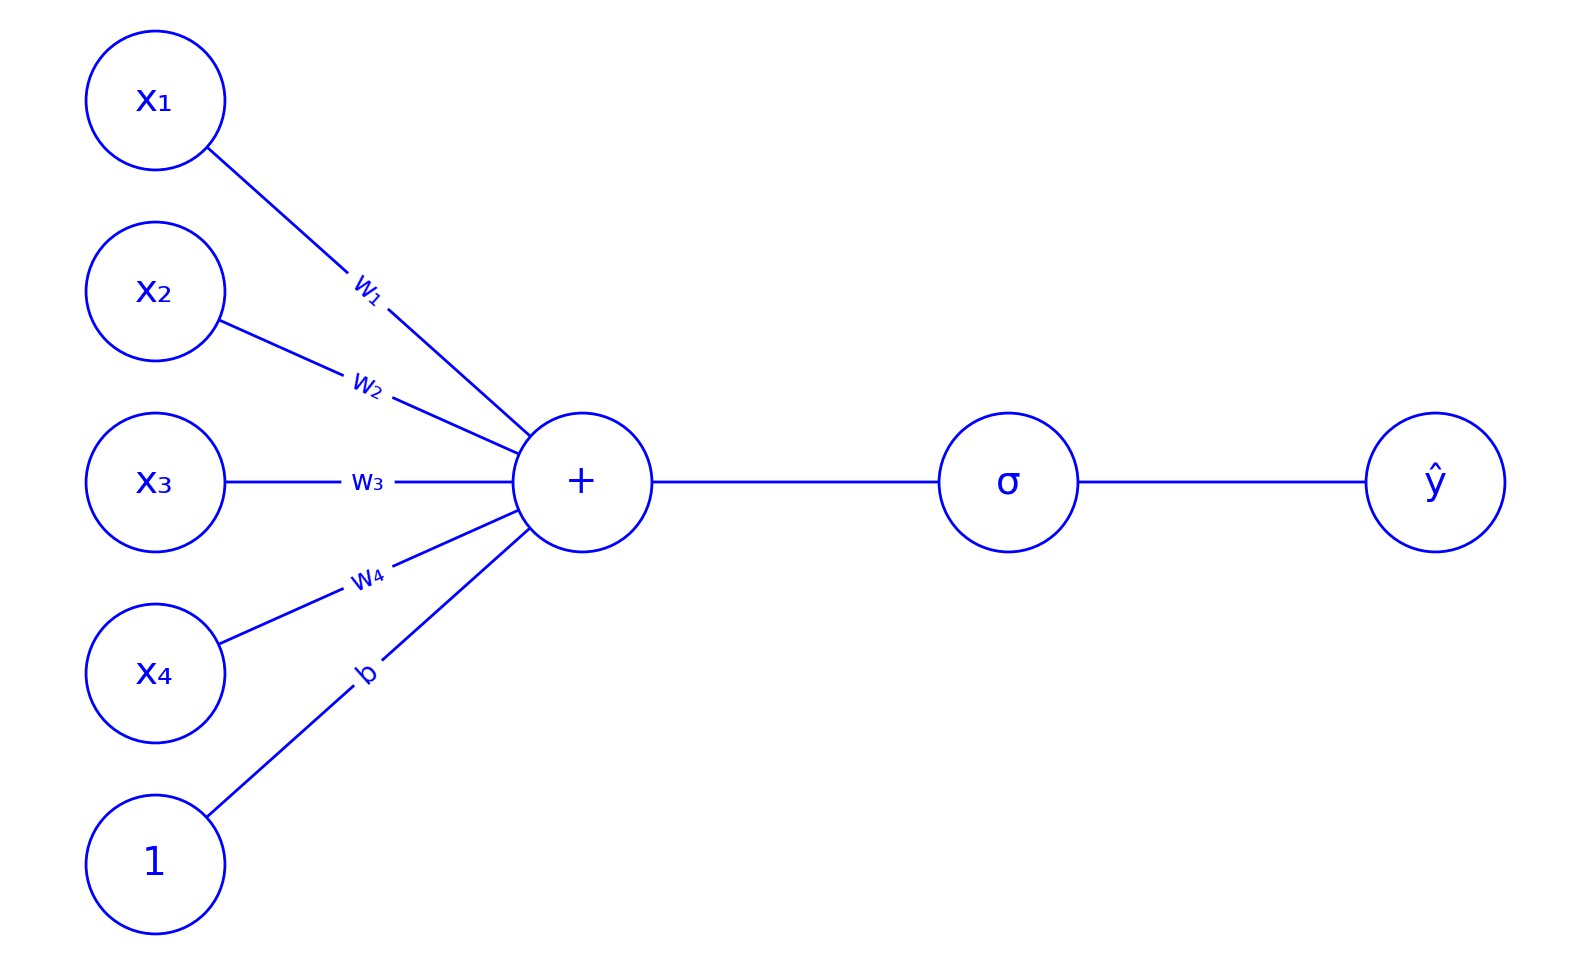 x₁
w₁
x₂
w₂
x₃
w₃
+
σ
ŷ
w₄
x₄
b
1